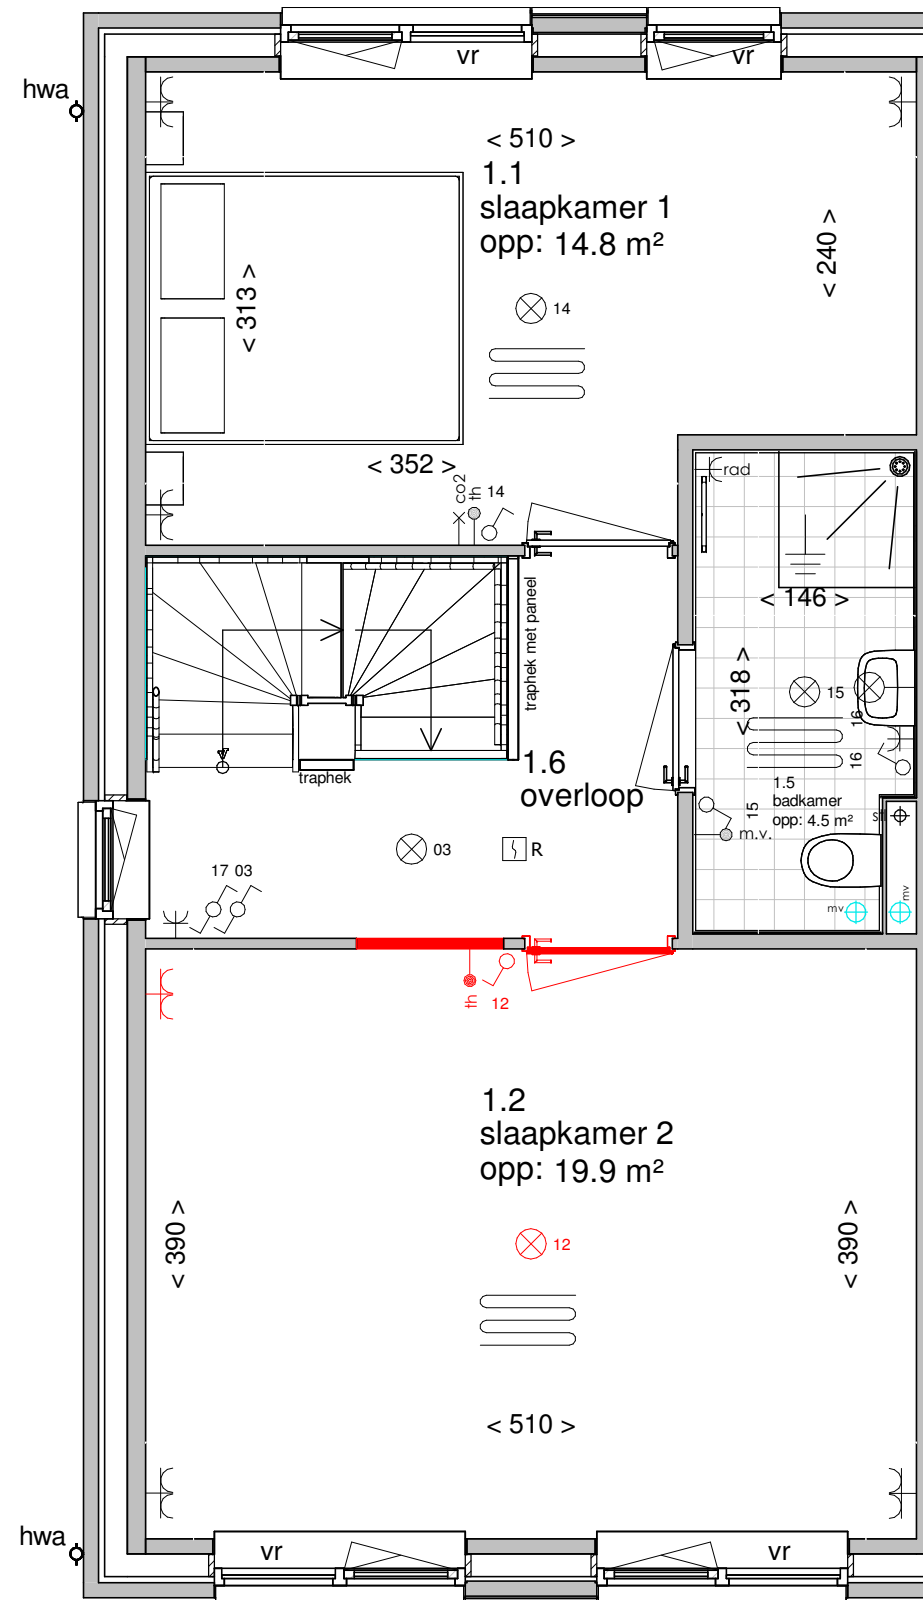 vr
vr
hwa
< 510 >
1.1
slaapkamer 1
opp: 14.8 m²
< 240 >
< 313 >
14
< 352 >
co2
th
14
rad
< 146 >
traphek met paneel
< 318 >
15
16
16
traphek
1.6
overloop
1.5
badkamer
opp: 4.5 m²
15
m.v.
stl
03
R
mv
mv
17 03
th
12
1.2
slaapkamer 2
opp: 19.9 m²
< 390 >
< 390 >
12
< 510 >
hwa
vr
vr